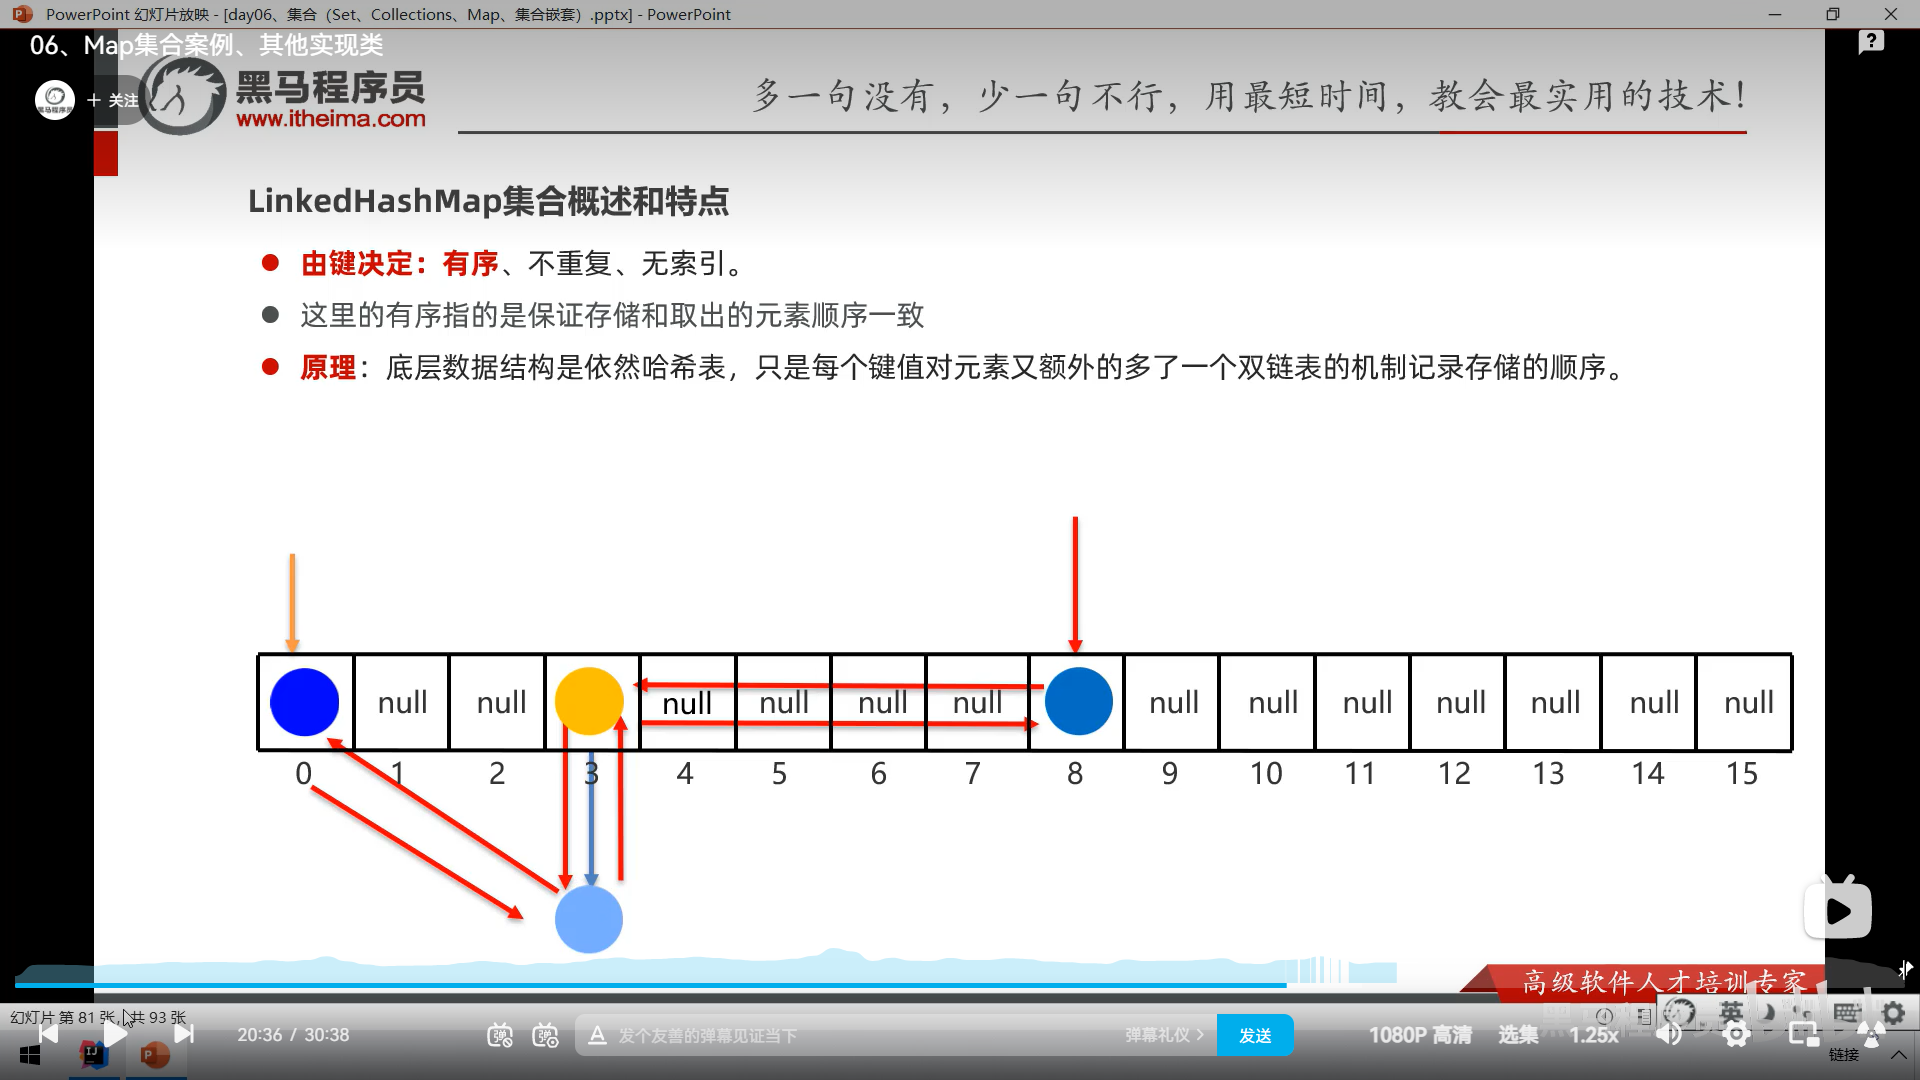 PowerPoint 幻灯片放映 - [day06、集合（Set、Collections、Map、集合嵌套）.pptx] - PowerPoint
06、Map集合案例、其他实现类
+ 关注
黑马程序员
www.itheima.com
多一句没有，少一句不行，用最短时间，教会最实用的技术！
LinkedHashMap集合概述和特点
由键决定：有序、不重复、无索引。
这里的有序指的是保证存储和取出的元素顺序一致
原理：底层数据结构是依然哈希表，只是每个键值对元素又额外的多了一个双链表的机制记录存储的顺序。
null null null null null null null null null null null null null
0 1 2 3 4 5 6 7 8 9 10 11 12 13 14 15
高级软件人才培训专家
幻灯片 第 81 张，共 93 张
英
20:36 / 30:38
弹 弹
A 发个友善的弹幕见证当下
弹幕礼仪 >
发送
1080P 高清
选集
1.25x
链接